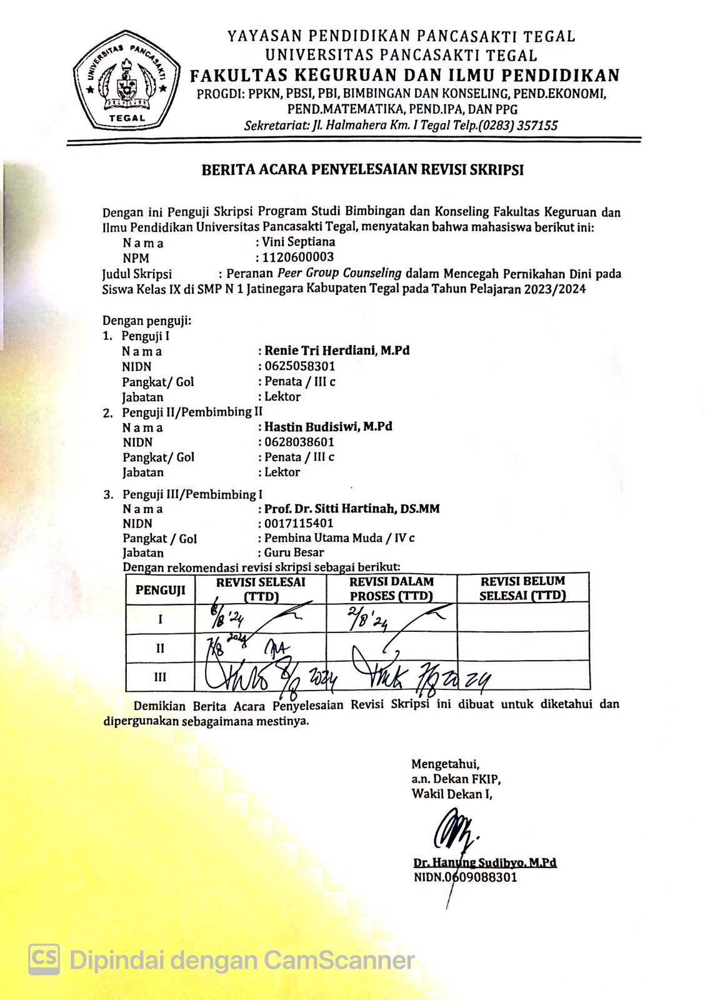 UNIVERSITAS PANCASAKTI
TEGAL
YAYASAN PENDIDIKAN PANCASAKTI TEGAL
UNIVERSITAS PANCASAKTI TEGAL
FAKULTAS KEGURUAN DAN ILMU PENDIDIKAN
PROGDI: PPKN, PBSI, PBI, BIMBINGAN DAN KONSELING, PEND.EKONOMI,
PEND.MATEMATIKA, PEND.IPA, DAN PPG
Sekretariat: Jl. Halmahera Km. I Tegal Telp.(0283) 357155
BERITA ACARA PENYELESAIAN REVISI SKRIPSI
Dengan ini Penguji Skripsi Program Studi Bimbingan dan Konseling Fakultas Keguruan dan
Ilmu Pendidikan Universitas Pancasakti Tegal, menyatakan bahwa mahasiswa berikut ini:
N a m a : Vini Septiana
NPM : 1120600003
Judul Skripsi : Peranan Peer Group Counseling dalam Mencegah Pernikahan Dini pada
Siswa Kelas IX di SMP N 1 Jatinegara Kabupaten Tegal pada Tahun Pelajaran 2023/2024
Dengan penguji:
1. Penguji I
N a m a : Renie Tri Herdiani, M.Pd
NIDN : 0625058301
Pangkat/ Gol : Penata / III c
Jabatan : Lektor
2. Penguji II/Pembimbing II
N a m a : Hastin Budisiwi, M.Pd
NIDN : 0628038601
Pangkat/ Gol : Penata / III c
Jabatan : Lektor
3. Penguji III/Pembimbing I
N a m a : Prof. Dr. Sitti Hartinah, DS.MM
NIDN : 0017115401
Pangkat / Gol : Pembina Utama Muda / IV c
Jabatan : Guru Besar
Dengan rekomendasi revisi skripsi sebagai berikut:
PENGUJI REVISI SELESAI (TTD) REVISI DALAM PROSES (TTD) REVISI BELUM SELESAI (TTD)
I 6/8 '24 2/8 '24
II 7/8 2024
III 8/8 2024 7/8 2024
Demikian Berita Acara Penyelesaian Revisi Skripsi ini dibuat untuk diketahui dan
dipergunakan sebagaimana mestinya.
Mengetahui,
a.n. Dekan FKIP,
Wakil Dekan I,
Dr. Hanung Sudibyo, M.Pd
NIDN.0609088301
CS Dipindai dengan CamScanner